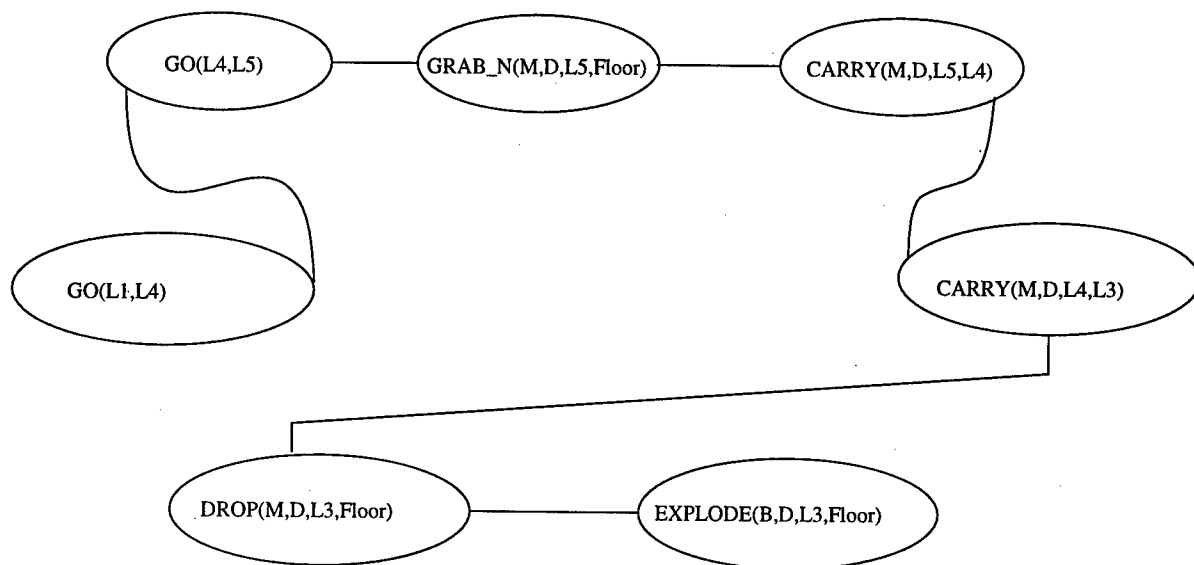 GO(L4,L5)
GRAB_N(M,D,L5,Floor)
CARRY(M,D,L5,L4)
GO(L1,L4)
CARRY(M,D,L4,L3)
DROP(M,D,L3,Floor)
EXPLODE(B,D,L3,Floor)